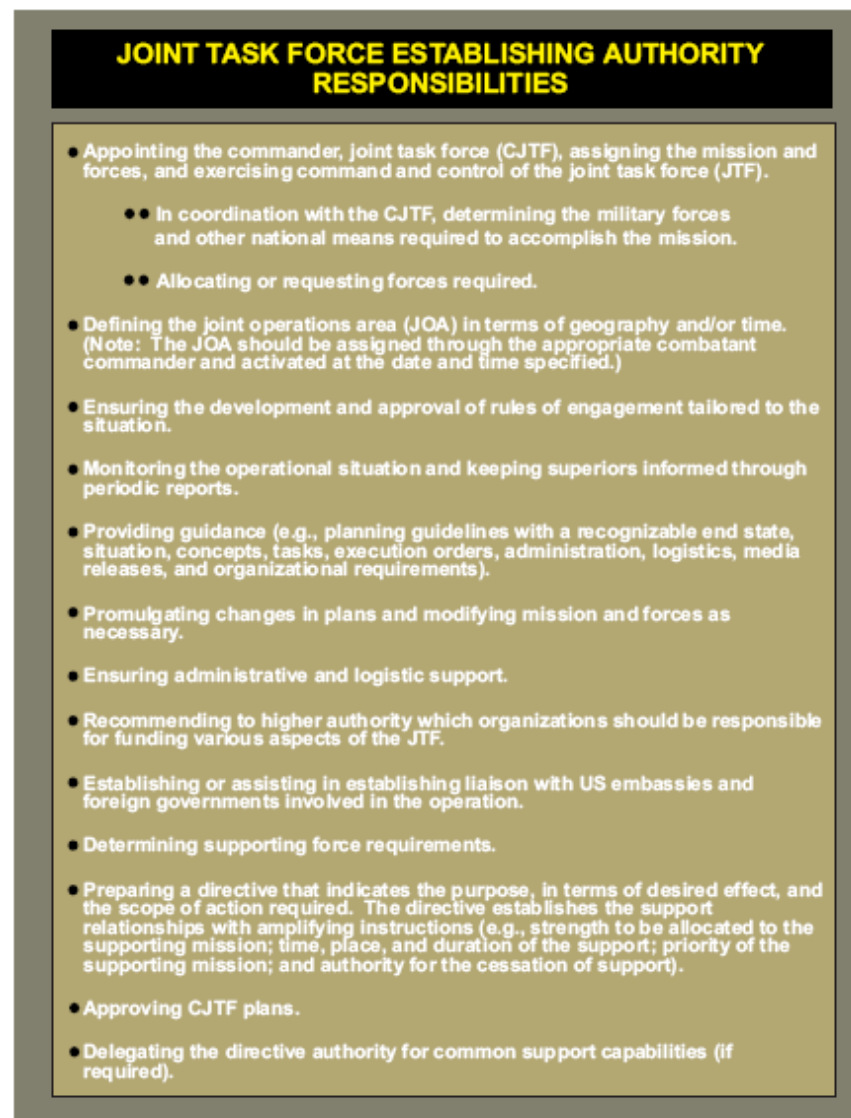 JOINT TASK FORCE ESTABLISHING AUTHORITY
RESPONSIBILITIES
● Appointing the commander, joint task force (CJTF), assigning the mission and
forces, and exercising command and control of the joint task force (JTF).
●● In coordination with the CJTF, determining the military forces
and other national means required to accomplish the mission.
●● Allocating or requesting forces required.
● Defining the joint operations area (JOA) in terms of geography and/or time.
(Note: The JOA should be assigned through the appropriate combatant
commander and activated at the date and time specified.)
● Ensuring the development and approval of rules of engagement tailored to the
situation.
● Monitoring the operational situation and keeping superiors informed through
periodic reports.
● Providing guidance (e.g., planning guidelines with a recognizable end state,
situation, concepts, tasks, execution orders, administration, logistics, media
releases, and organizational requirements).
● Promulgating changes in plans and modifying mission and forces as
necessary.
● Ensuring administrative and logistic support.
● Recommending to higher authority which organizations should be responsible
for funding various aspects of the JTF.
● Establishing or assisting in establishing liaison with US embassies and
foreign governments involved in the operation.
● Determining supporting force requirements.
● Preparing a directive that indicates the purpose, in terms of desired effect, and
the scope of action required. The directive establishes the support
relationships with amplifying instructions (e.g., strength to be allocated to the
supporting mission; time, place, and duration of the support; priority of the
supporting mission; and authority for the cessation of support).
● Approving CJTF plans.
● Delegating the directive authority for common support capabilities (if
required).